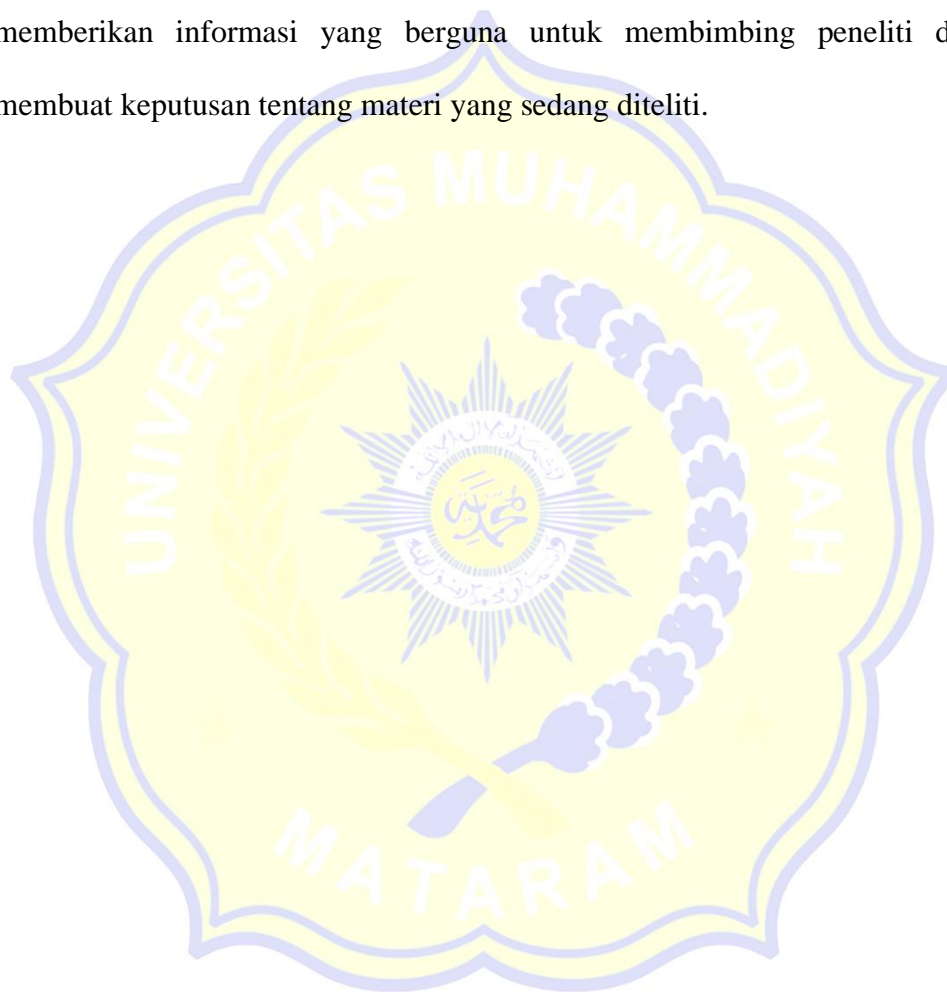 memberikan informasi yang berguna untuk membimbing peneliti
membuat keputusan tentang materi yang sedang diteliti.
UNIVERSITAS MUHAMMADIYAH
MATARAM